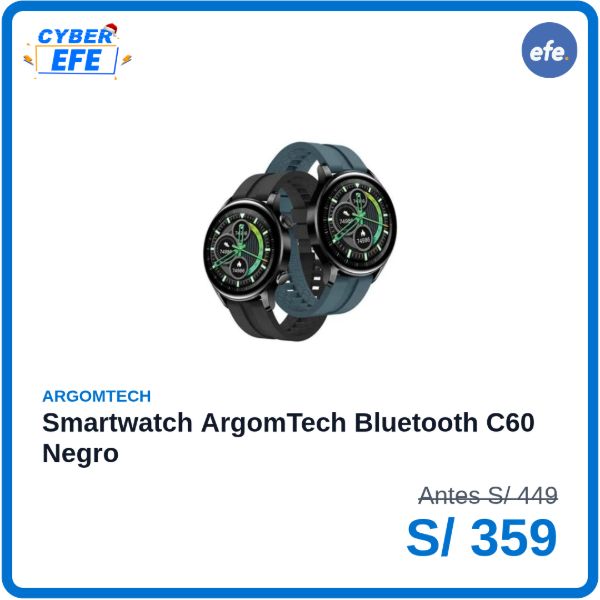 CYBER
EFE
efe.
ARGOMTECH
Smartwatch ArgomTech Bluetooth C60
Negro
Antes S/ 449
S/ 359